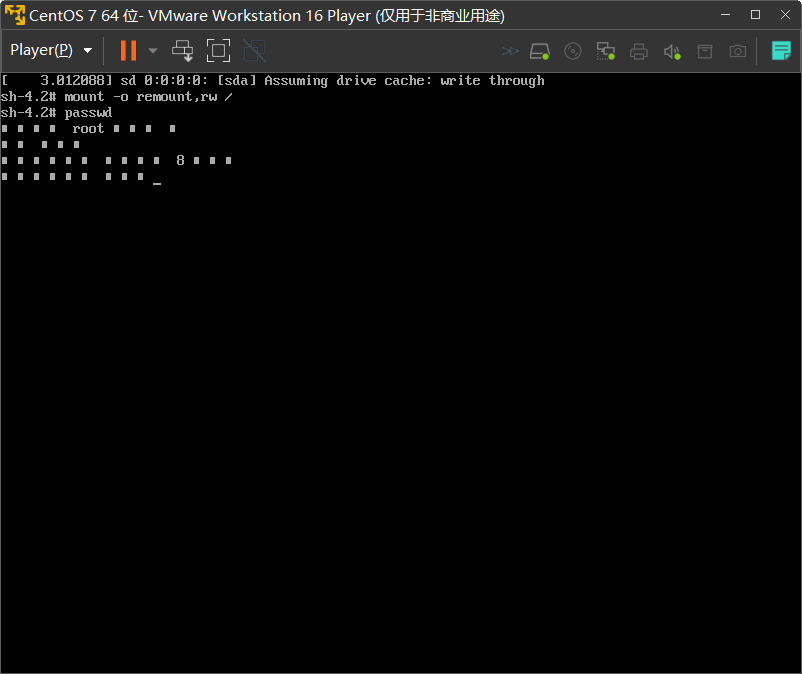 CentOS 7 64 位- VMware Workstation 16 Player (仅用于非商业用途)
Player(P)
[    3.012088] sd 0:0:0:0: [sda] Assuming drive cache: write through
sh-4.2# mount -o remount,rw /
sh-4.2# passwd
■ ■ ■ ■  root ■ ■ ■  ■
■ ■  ■ ■ ■
■ ■ ■ ■ ■ ■  ■ ■ ■ ■  8 ■ ■ ■
■ ■ ■ ■ ■ ■  ■ ■ ■ _